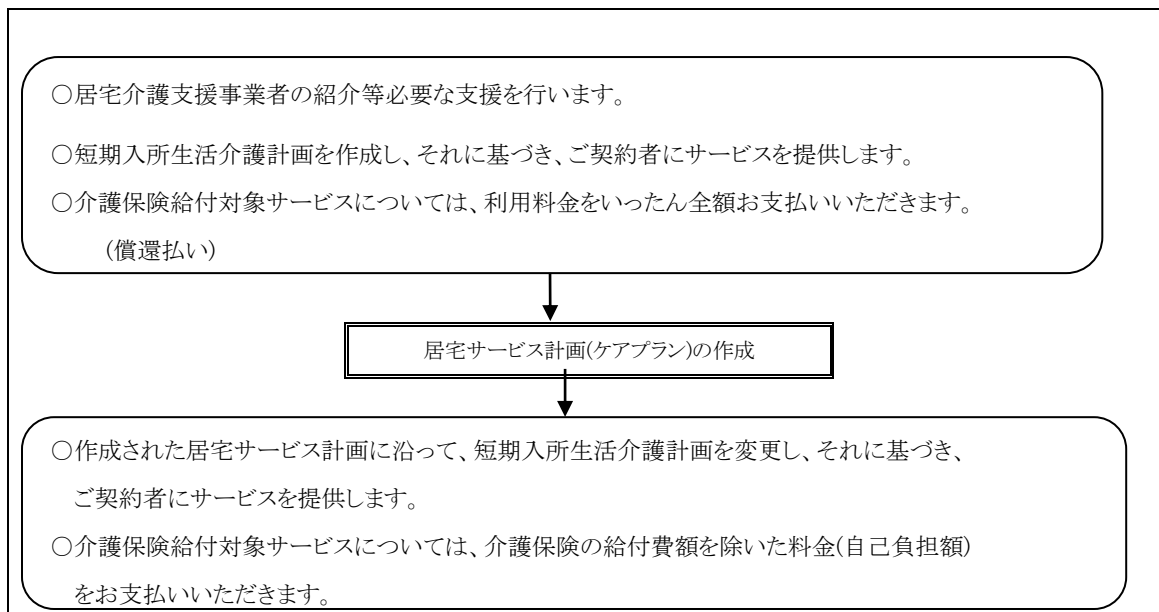 ○居宅介護支援事業者の紹介等必要な支援を行います。
○短期入所生活介護計画を作成し、それに基づき、ご契約者にサービスを提供します。
○介護保険給付対象サービスについては、利用料金をいったん全額お支払いいただきます。
(償還払い)
居宅サービス計画(ケアプラン)の作成
○作成された居宅サービス計画に沿って、短期入所生活介護計画を変更し、それに基づき、
ご契約者にサービスを提供します。
○介護保険給付対象サービスについては、介護保険の給付費額を除いた料金(自己負担額)
をお支払いいただきます。